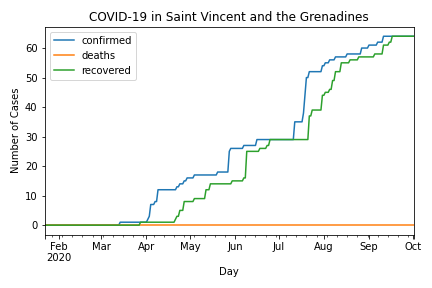 COVID-19 in Saint Vincent and the Grenadines
confirmed
deaths
recovered
Number of Cases
60
50
40
30
20
10
0
Feb Mar Apr May Jun Jul Aug Sep Oct
2020
Day